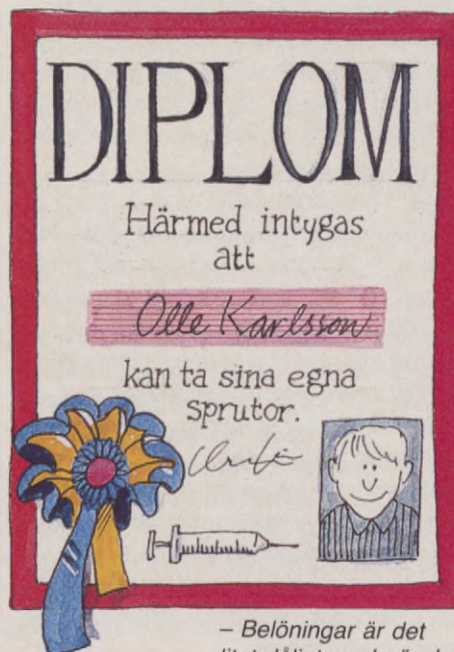 DIPLOM
Härmed intygas
att
Olle Karlsson
kan ta sina egna
sprutor.
– Belöningar är det